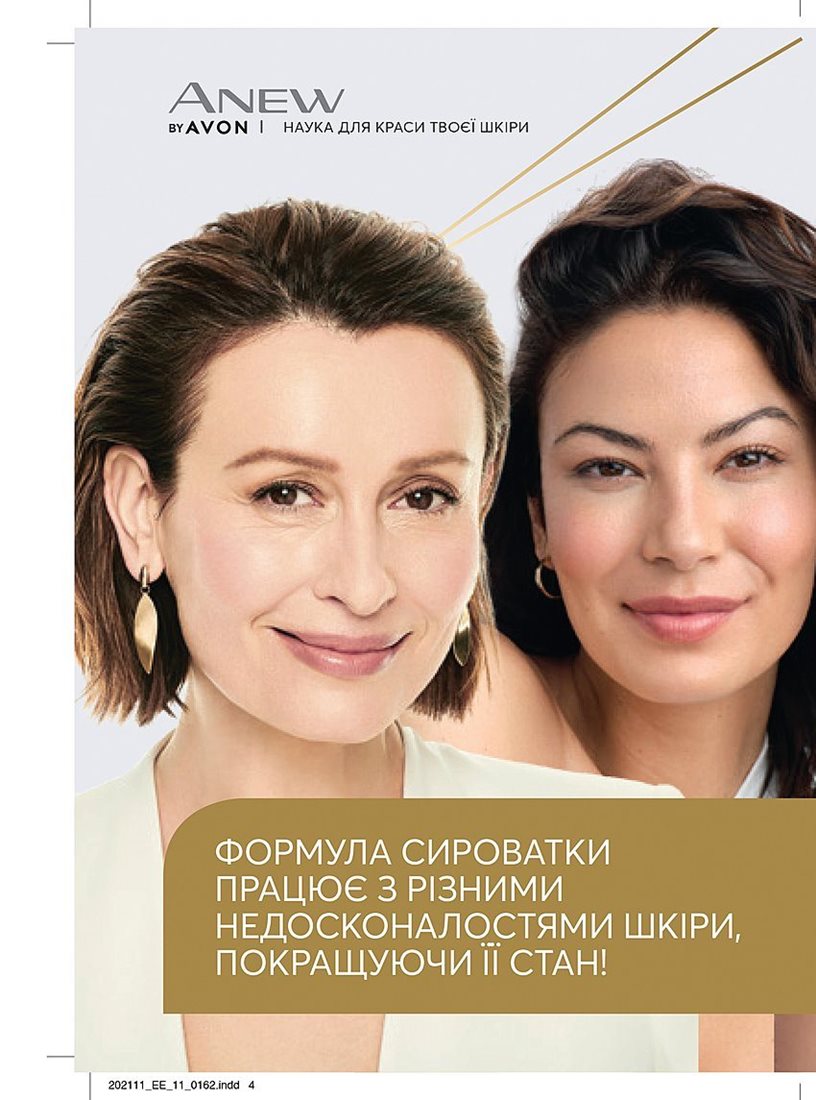 ANEW
BY AVON | НАУКА ДЛЯ КРАСИ ТВОЄЇ ШКІРИ
ФОРМУЛА СИРОВАТКИ
ПРАЦЮЄ З РІЗНИМИ
НЕДОСКОНАЛОСТЯМИ ШКІРИ,
ПОКРАЩУЮЧИ ЇЇ СТАН!
202111_EE_11_0162.indd 4